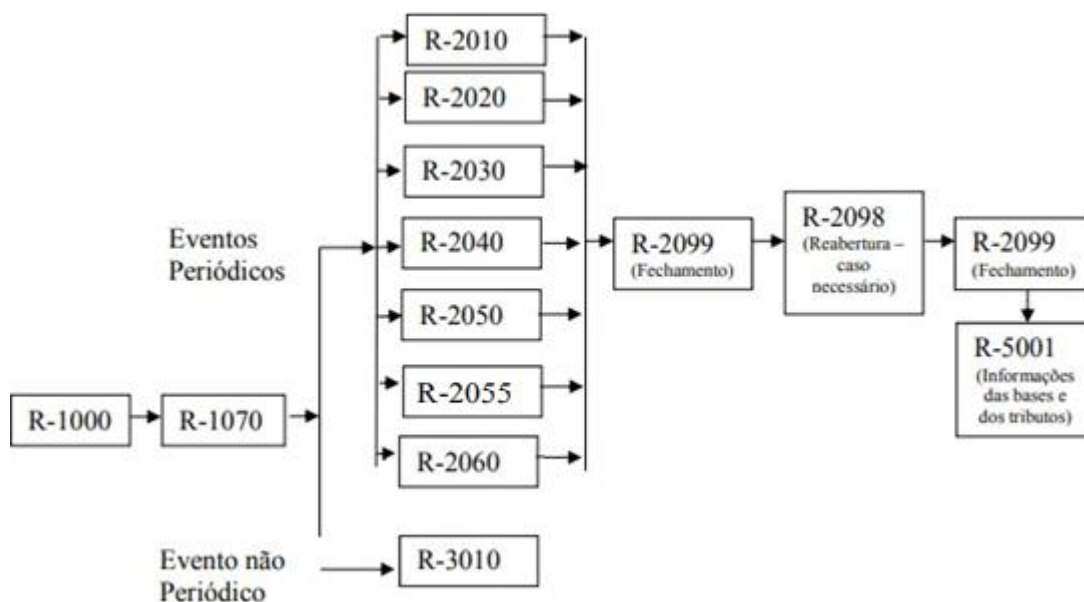 R-2010
R-2020
R-2030
R-2040
R-2050
R-2055
R-2060
Eventos
Periódicos
R-1000
R-1070
R-2099
(Fechamento)
R-2098
(Reabertura –
caso
necessário)
R-2099
(Fechamento)
R-5001
(Informações
das bases e
dos tributos)
Evento não
Periódico
R-3010